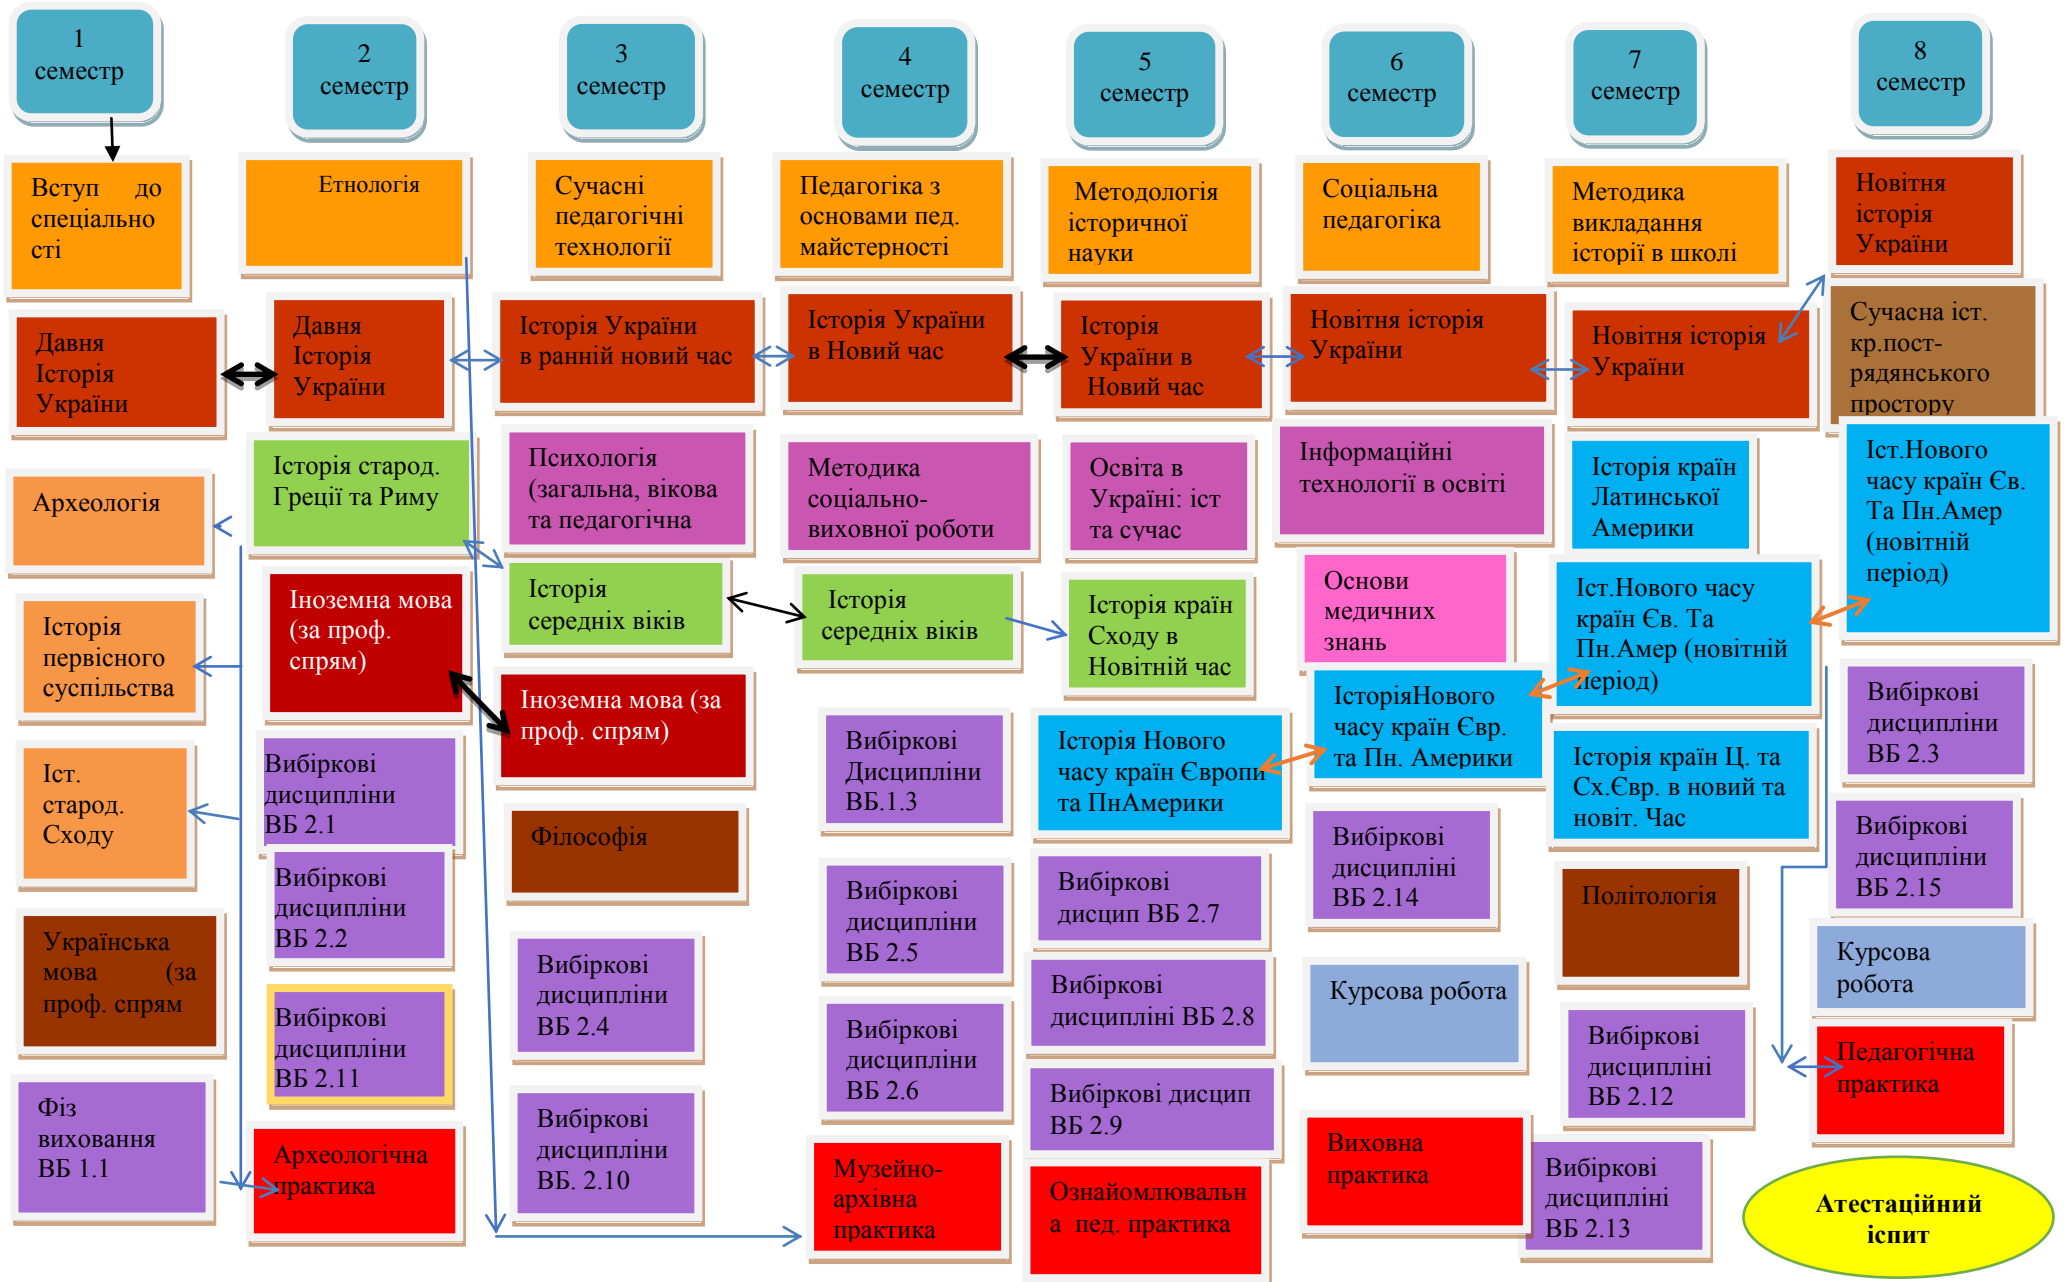 1
семестр
2
семестр
3
семестр
4
семестр
5
семестр
6
семестр
7
семестр
8
семестр
Вступ до
спеціально
сті
Давня
Історія
України
Археологія
Історія
первісного
суспільства
Іст.
старод.
Сходу
Українська
мова (за
проф. спрям
Фіз
виховання
ВБ 1.1
Етнологія
Давня
Історія
України
Історія старод.
Греції та Риму
Іноземна мова
(за проф.
спрям)
Вибіркові
дисципліни
ВБ 2.1
Вибіркові
дисципліни
ВБ 2.2
Вибіркові
дисципліни
ВБ 2.11
Археологічна
практика
Сучасні
педагогічні
технології
Історія України
в ранній новий час
Психологія
(загальна, вікова
та педагогічна
Історія
середніх віків
Іноземна мова (за
проф. спрям)
Філософія
Вибіркові
дисципліни
ВБ 2.4
Вибіркові
дисципліни
ВБ. 2.10
Педагогіка з
основами пед.
майстерності
Історія України
в Новий час
Методика
соціально-
виховної роботи
Історія
середніх віків
Вибіркові
Дисципліни
ВБ.1.3
Вибіркові
дисципліни
ВБ 2.5
Вибіркові
дисципліни
ВБ 2.6
Музейно-
архівна
практика
Методологія
історичної
науки
Історія
України в
Новий час
Освіта в
Україні: іст
та сучас
Історія країн
Сходу в
Новітній час
Історія Нового
часу країн Європи
та ПнАмерики
Вибіркові
дисцип ВБ 2.7
Вибіркові
дисципліні ВБ 2.8
Вибіркові дисцип
ВБ 2.9
Ознайомлювальн
а пед. практика
Соціальна
педагогіка
Новітня історія
України
Інформаційні
технології в освіті
Основи
медичних
знань
ІсторіяНового
часу країн Євр.
та Пн. Америки
Вибіркові
дисципліні
ВБ 2.14
Курсова робота
Виховна
практика
Методика
викладання
історії в школі
Новітня історія
України
Історія країн
Латинської
Америки
Іст.Нового часу
країн Єв. Та
Пн.Амер (новітній
період)
Історія країн Ц. та
Сх.Євр. в новий та
новіт. Час
Політологія
Вибіркові
дисципліні
ВБ 2.12
Вибіркові
дисципліні
ВБ 2.13
Новітня
історія
України
Сучасна іст.
кр.пост-
рядянського
простору
Іст.Нового
часу країн Єв.
Та Пн.Амер
(новітній
період)
Вибіркові
дисципліни
ВБ 2.3
Вибіркові
дисципліни
ВБ 2.15
Курсова
робота
Педагогічна
практика
Атестаційний
іспит